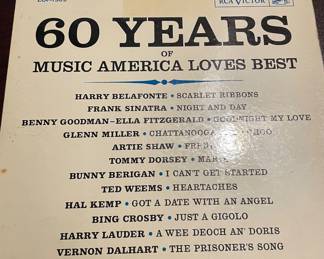 RCA VICTOR
60 YEARS
OF
MUSIC AMERICA LOVES BEST
HARRY BELAFONTE • SCARLET RIBBONS
FRANK SINATRA • NIGHT AND DAY
BENNY GOODMAN–ELLA FITZGERALD • GOODNIGHT MY LOVE
GLENN MILLER • CHATTANOOGA CHOO
ARTIE SHAW •
TOMMY DORSEY •
BUNNY BERIGAN • I CAN'T GET STARTED
TED WEEMS • HEARTACHES
HAL KEMP • GOT A DATE WITH AN ANGEL
BING CROSBY • JUST A GIGOLO
HARRY LAUDER • A WEE DEOCH AN' DORIS
VERNON DALHART • THE PRISONER'S SONG